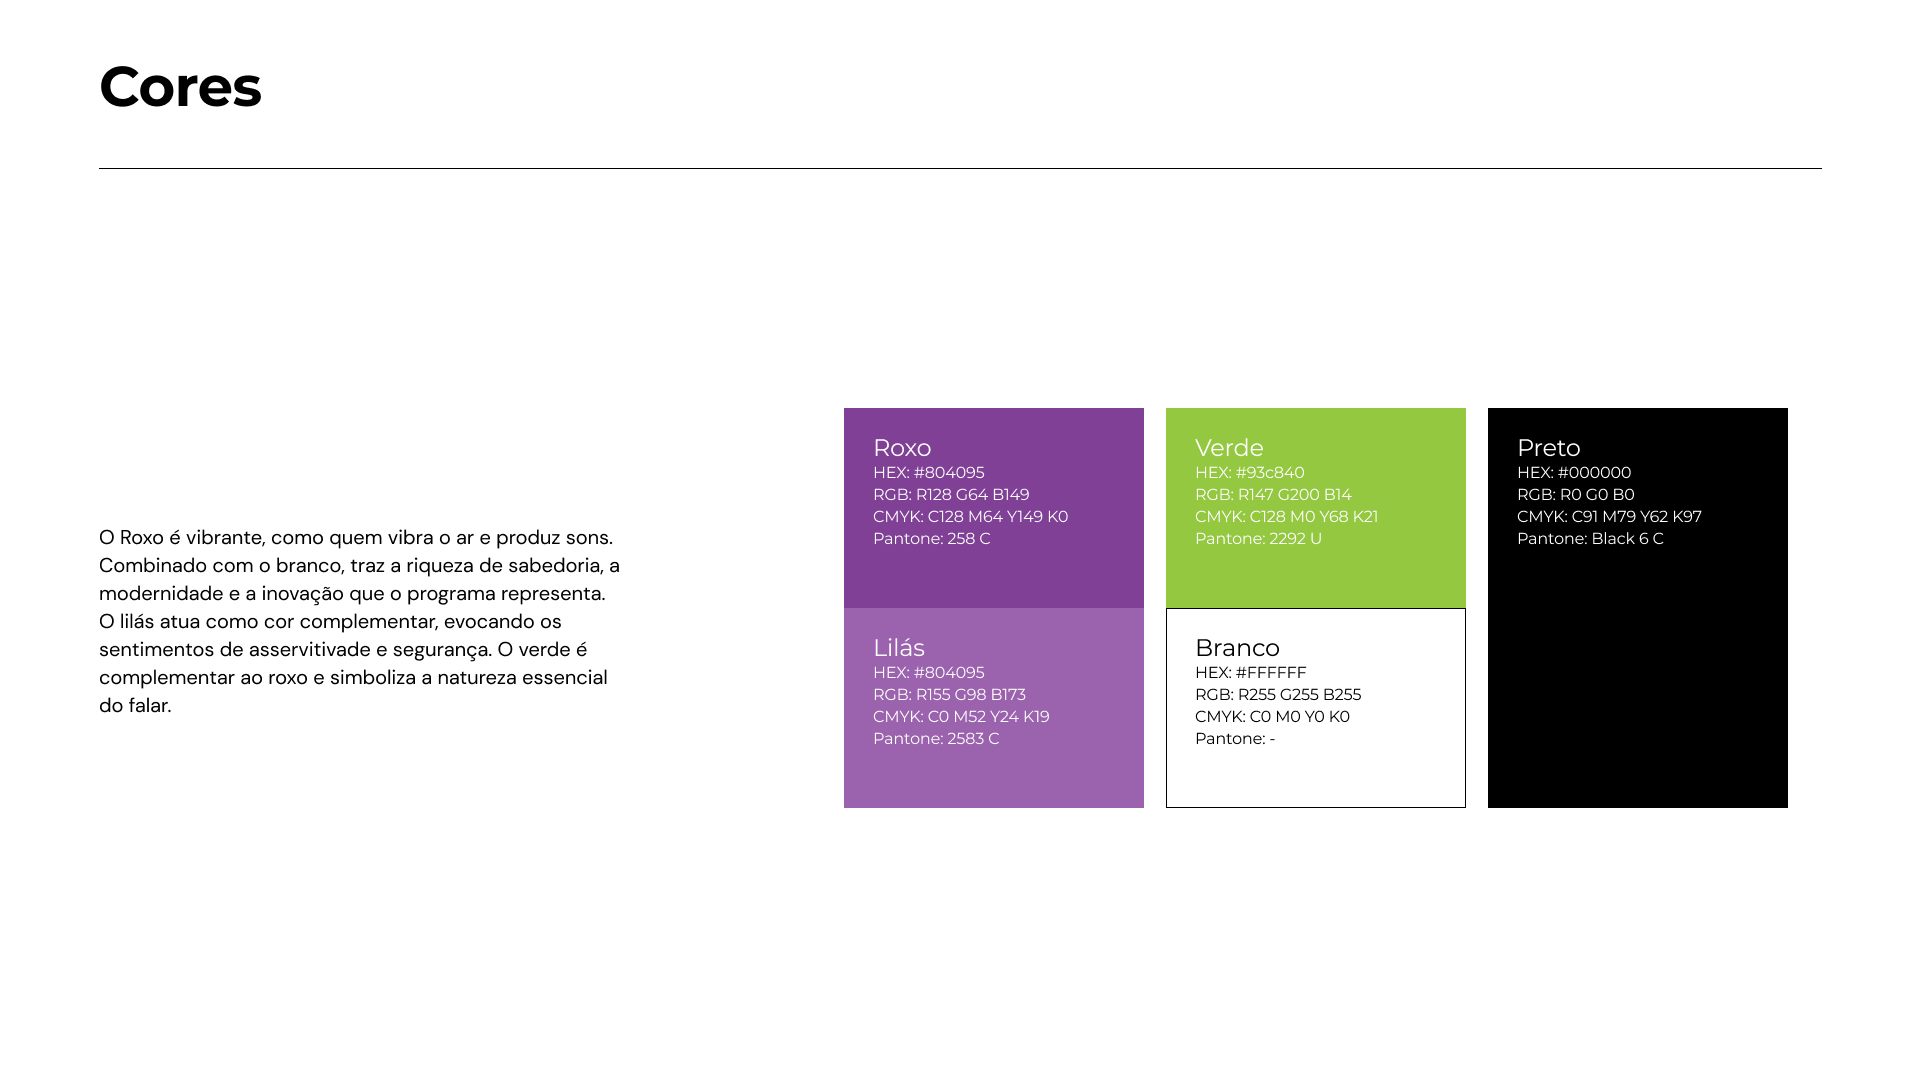 Cores
O Roxo é vibrante, como quem vibra o ar e produz sons.
Combinado com o branco, traz a riqueza de sabedoria, a
modernidade e a inovação que o programa representa.
O lilás atua como cor complementar, evocando os
sentimentos de asservitivade e segurança. O verde é
complementar ao roxo e simboliza a natureza essencial
do falar.
Roxo
HEX: #804095
RGB: R128 G64 B149
CMYK: C128 M64 Y149 K0
Pantone: 258 C
Lilás
HEX: #804095
RGB: R155 G98 B173
CMYK: C0 M52 Y24 K19
Pantone: 2583 C
Verde
HEX: #93c840
RGB: R147 G200 B14
CMYK: C128 M0 Y68 K21
Pantone: 2292 U
Branco
HEX: #FFFFFF
RGB: R255 G255 B255
CMYK: C0 M0 Y0 K0
Pantone: -
Preto
HEX: #000000
RGB: R0 G0 B0
CMYK: C91 M79 Y62 K97
Pantone: Black 6 C